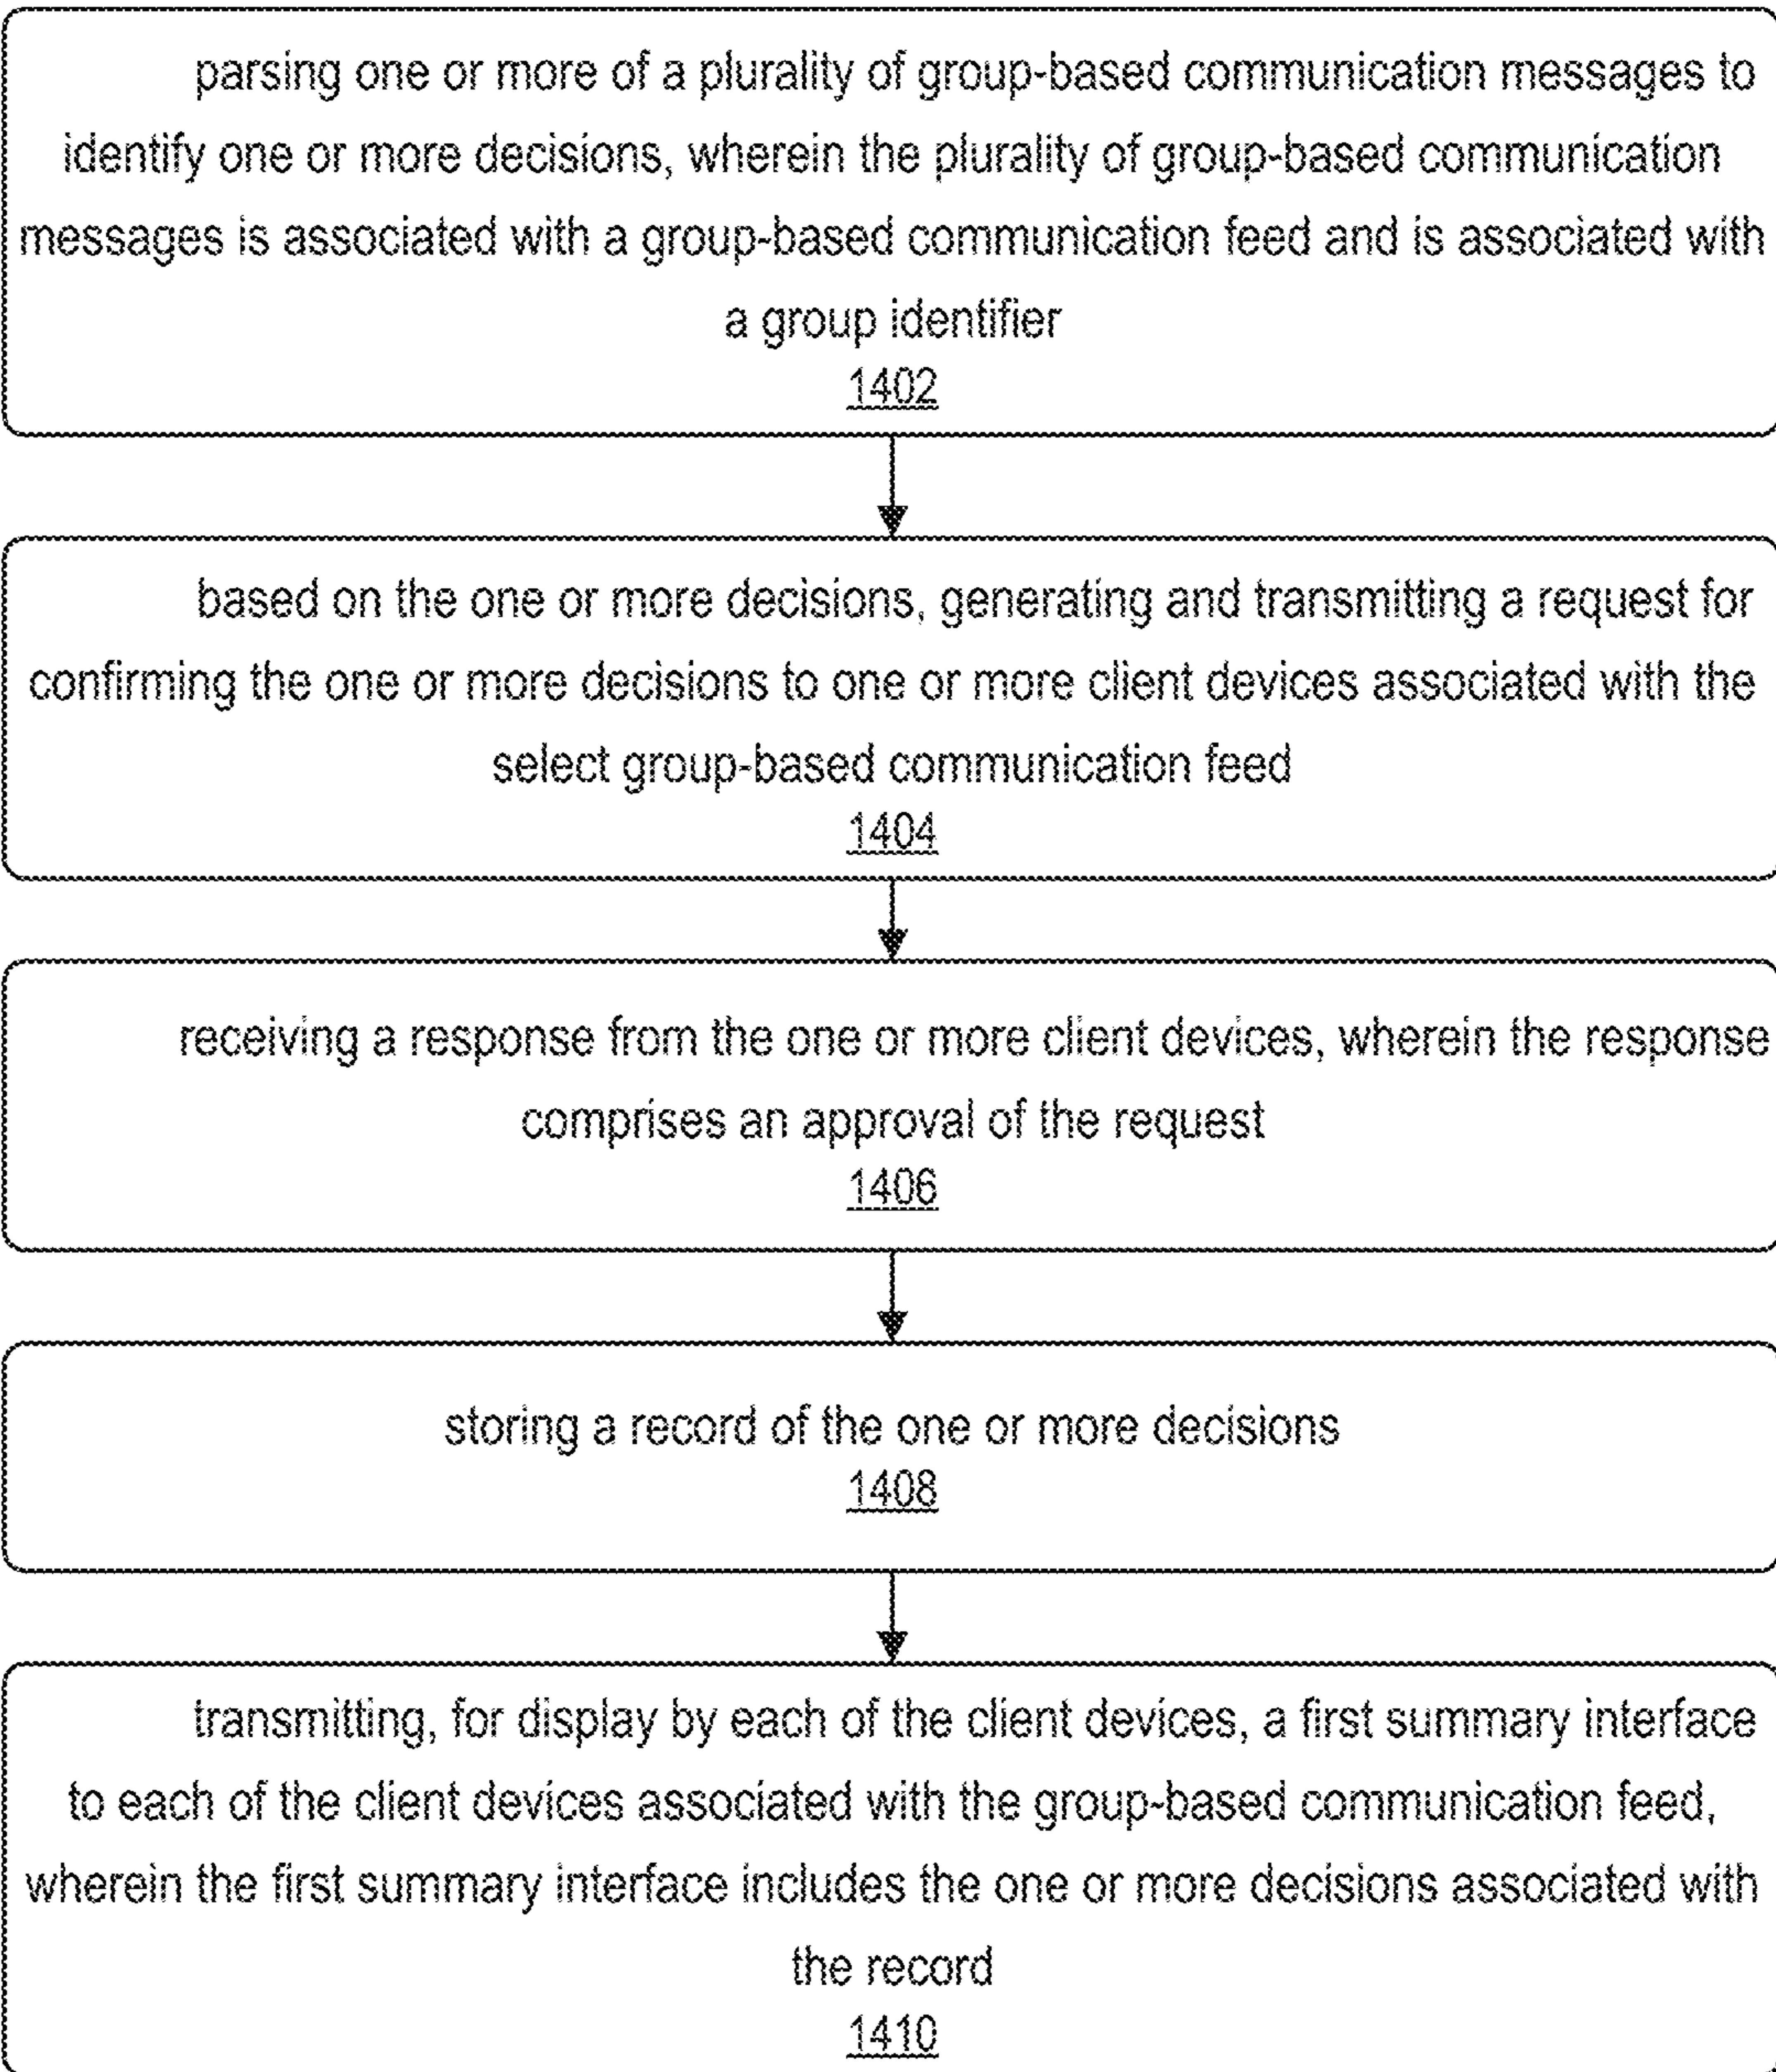 parsing one or more of a plurality of group-based communication messages to
identify one or more decisions, wherein the plurality of group-based communication
messages is associated with a group-based communication feed and is associated with
a group identifier
1402
based on the one or more decisions, generating and transmitting a request for
confirming the one or more decisions to one or more client devices associated with the
select group-based communication feed
1404
receiving a response from the one or more client devices, wherein the response
comprises an approval of the request
1406
storing a record of the one or more decisions
1408
transmitting, for display by each of the client devices, a first summary interface
to each of the client devices associated with the group-based communication feed,
wherein the first summary interface includes the one or more decisions associated with
the record
1410